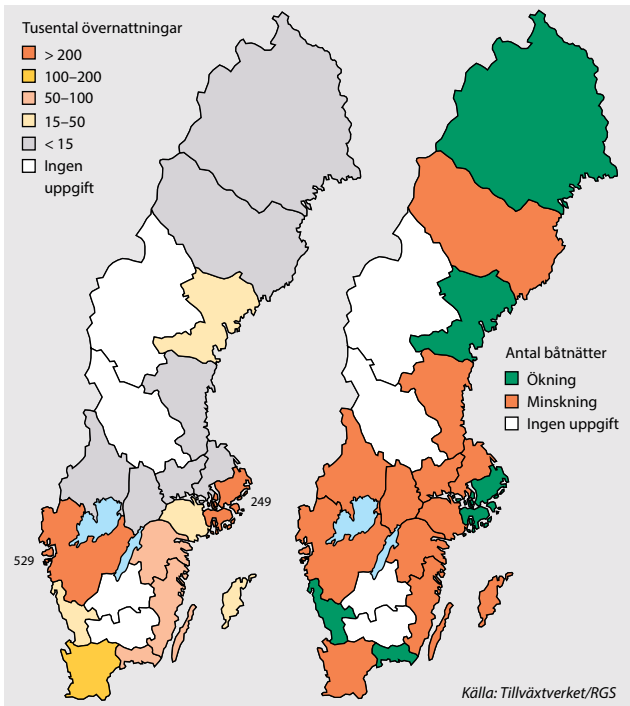 Tusental övernattningar
> 200
100–200
50–100
15–50
< 15
Ingen
uppgift
249
529
Antal båtnätter
Ökning
Minskning
Ingen uppgift
Källa: Tillväxtverket/RGS